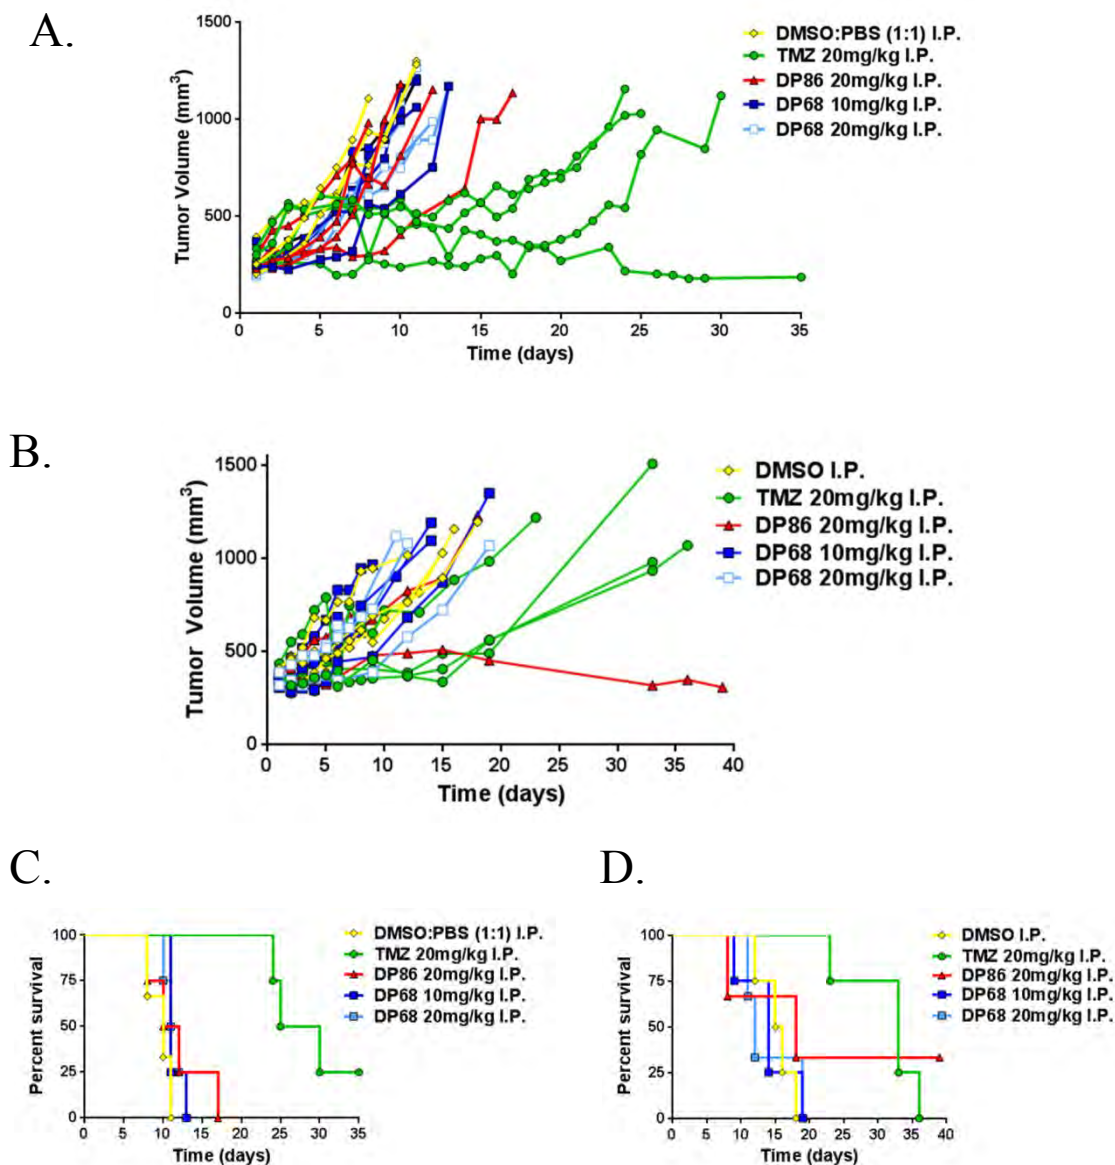 A.
1500
1000
500
0
Tumor Volume (mm3)
0 5 10 15 20 25 30 35
Time (days)
DMSO:PBS (1:1) I.P.
TMZ 20mg/kg I.P.
DP86 20mg/kg I.P.
DP68 10mg/kg I.P.
DP68 20mg/kg I.P.
B.
1500
1000
500
0
Tumor Volume (mm3)
0 5 10 15 20 25 30 35 40
Time (days)
DMSO I.P.
TMZ 20mg/kg I.P.
DP86 20mg/kg I.P.
DP68 10mg/kg I.P.
DP68 20mg/kg I.P.
C.
100
75
50
25
0
Percent survival
0 5 10 15 20 25 30 35
Time (days)
DMSO:PBS (1:1) I.P.
TMZ 20mg/kg I.P.
DP86 20mg/kg I.P.
DP68 10mg/kg I.P.
DP68 20mg/kg I.P.
D.
100
75
50
25
0
Percent survival
0 5 10 15 20 25 30 35 40
Time (days)
DMSO I.P.
TMZ 20mg/kg I.P.
DP86 20mg/kg I.P.
DP68 10mg/kg I.P.
DP68 20mg/kg I.P.